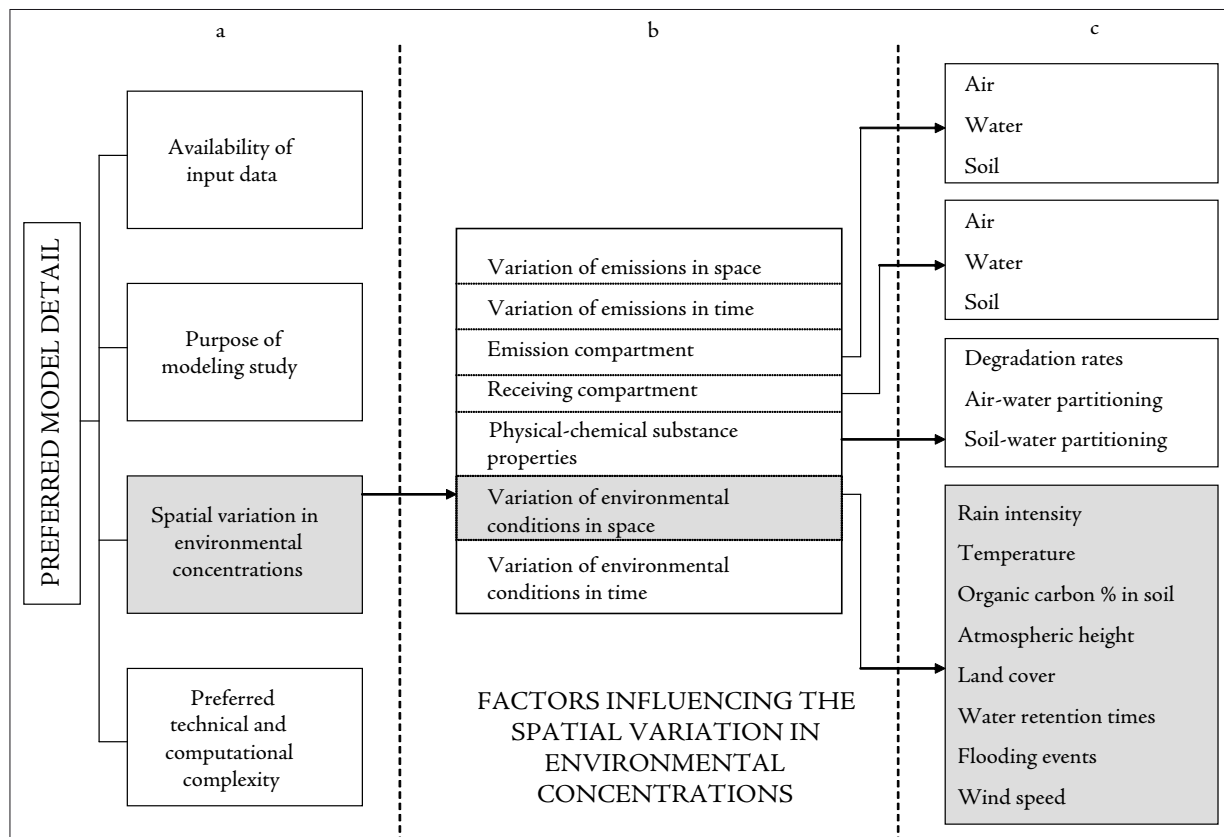 a
b
c
PREFERRED MODEL DETAIL
Availability of
input data
Purpose of
modeling study
Spatial variation in
environmental
concentrations
Preferred
technical and
computational
complexity
Variation of emissions in space
Variation of emissions in time
Emission compartment
Receiving compartment
Physical-chemical substance
properties
Variation of environmental
conditions in space
Variation of environmental
conditions in time
FACTORS INFLUENCING THE
SPATIAL VARIATION IN
ENVIRONMENTAL
CONCENTRATIONS
Air
Water
Soil
Air
Water
Soil
Degradation rates
Air-water partitioning
Soil-water partitioning
Rain intensity
Temperature
Organic carbon % in soil
Atmospheric height
Land cover
Water retention times
Flooding events
Wind speed